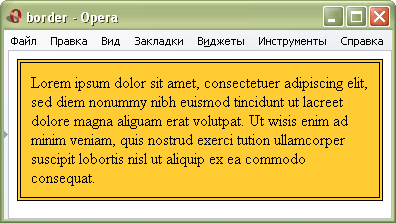 border - Opera
Файл Правка Вид Закладки Виджеты Инструменты Справка
Lorem ipsum dolor sit amet, consectetuer adipiscing elit,
sed diem nonummy nibh euismod tincidunt ut lacreet
dolore magna aliguam erat volutpat. Ut wisis enim ad
minim veniam, quis nostrud exerci tution ullamcorper
suscipit lobortis nisl ut aliquip ex ea commodo
consequat.